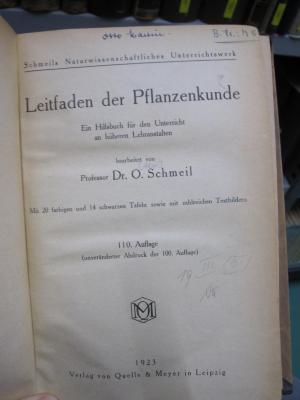 Schmeils Naturwissenschaftliches Unterrichtswerk
Leitfaden der Pflanzenkunde
Ein Hilfsbuch für den Unterricht
an höheren Lehranstalten
bearbeitet von
Professor Dr. O. Schmeil
Mit 20 farbigen und 14 schwarzen Tafeln sowie mit zahlreichen Textbildern
110. Auflage
(unveränderter Abdruck der 100. Auflage)
1923
Verlag von Quelle & Meyer in Leipzig